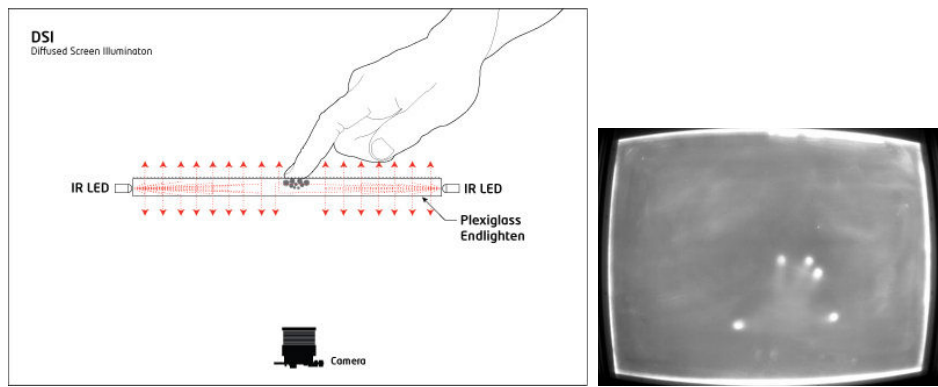 DSI
Diffused Screen Illuminaton
IR LED
IR LED
Plexiglass
Endlighten
Camera